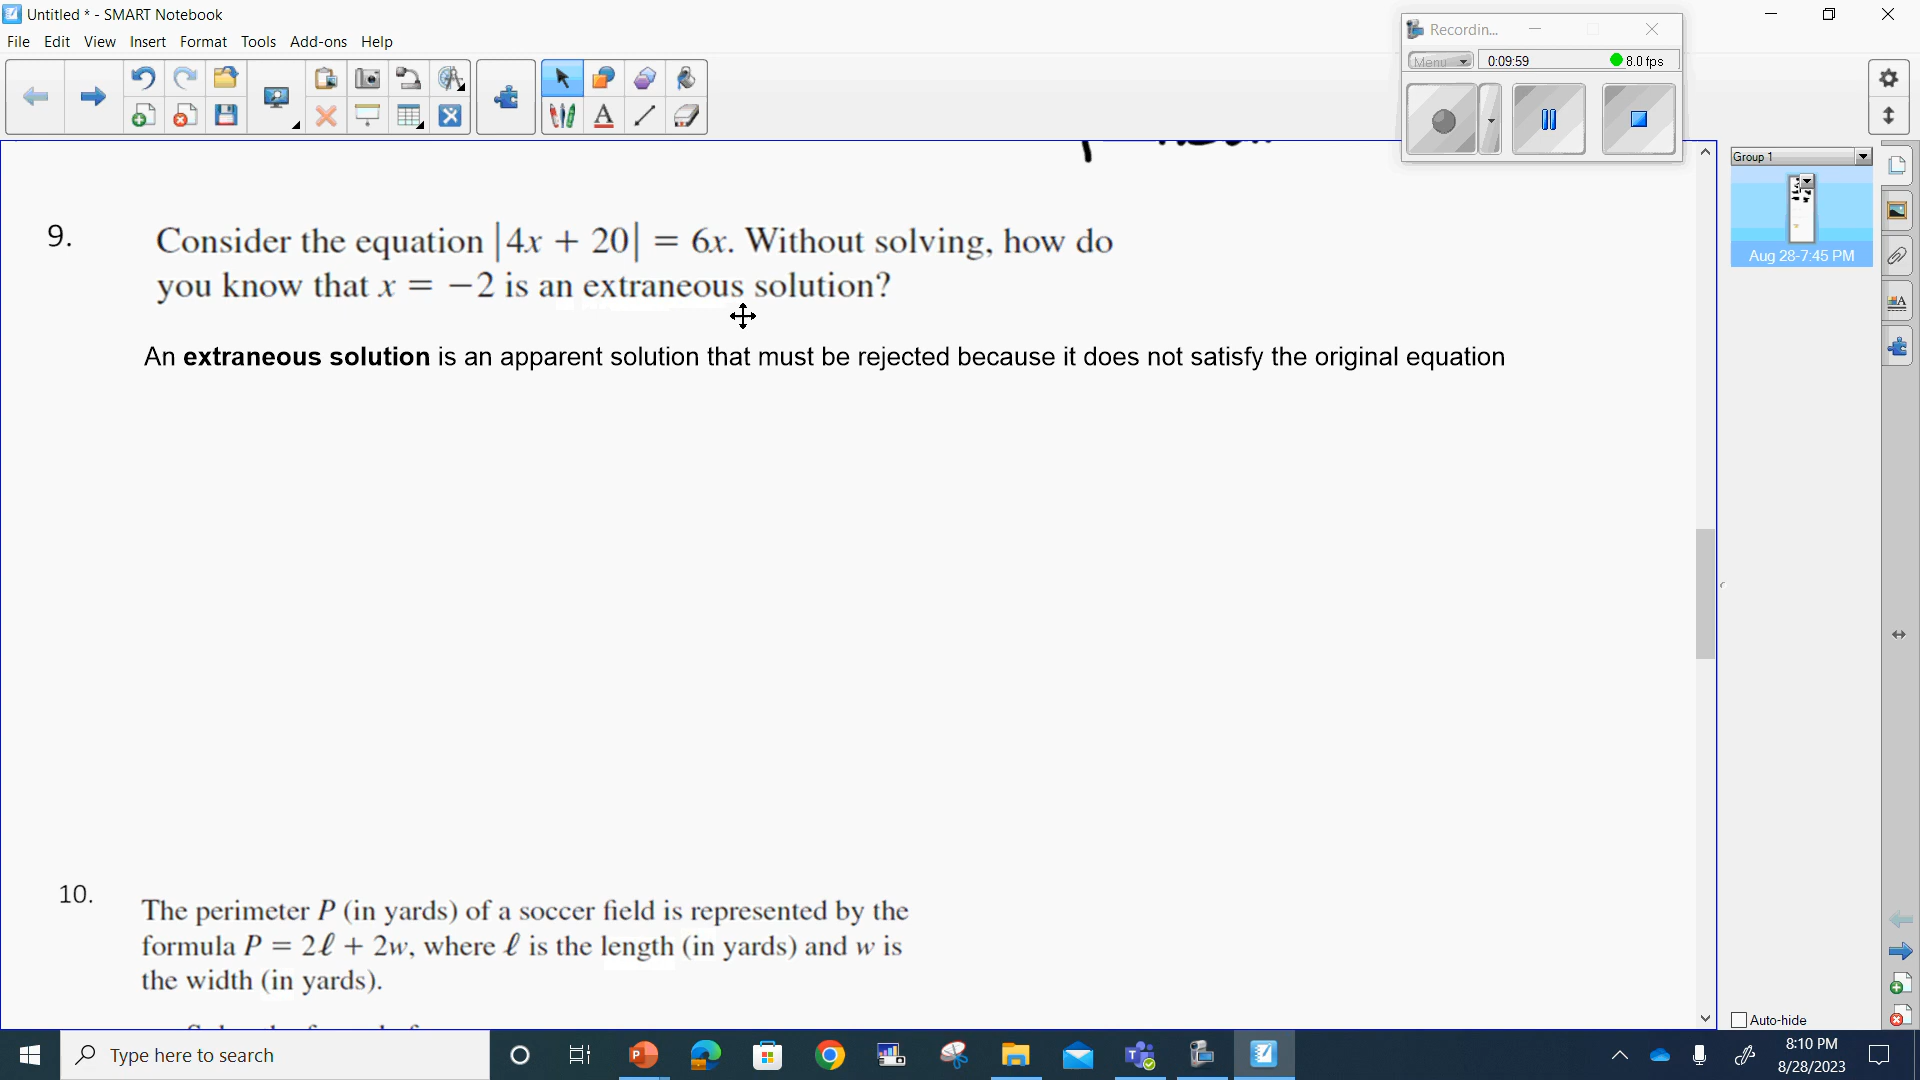 Untitled * - SMART Notebook
File Edit View Insert Format Tools Add-ons Help
Recordin...
Menu 0:09:59 8.0 fps
Group 1
Aug 28-7:45 PM
9. Consider the equation |4x + 20| = 6x. Without solving, how do
you know that x = −2 is an extraneous solution?
An extraneous solution is an apparent solution that must be rejected because it does not satisfy the original equation
10. The perimeter P (in yards) of a soccer field is represented by the
formula P = 2ℓ + 2w, where ℓ is the length (in yards) and w is
the width (in yards).
Auto-hide
Type here to search
8:10 PM
8/28/2023